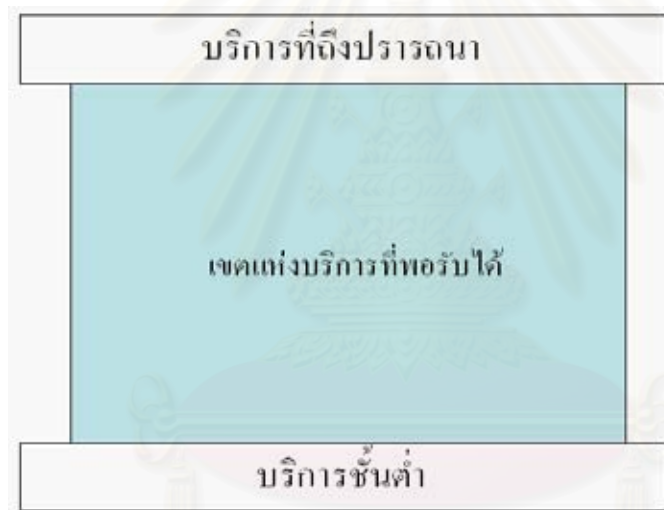 บริการที่ถึงปรารถนา
เขตแห่งบริการที่พอรับได้
บริการชั้นต่ำ